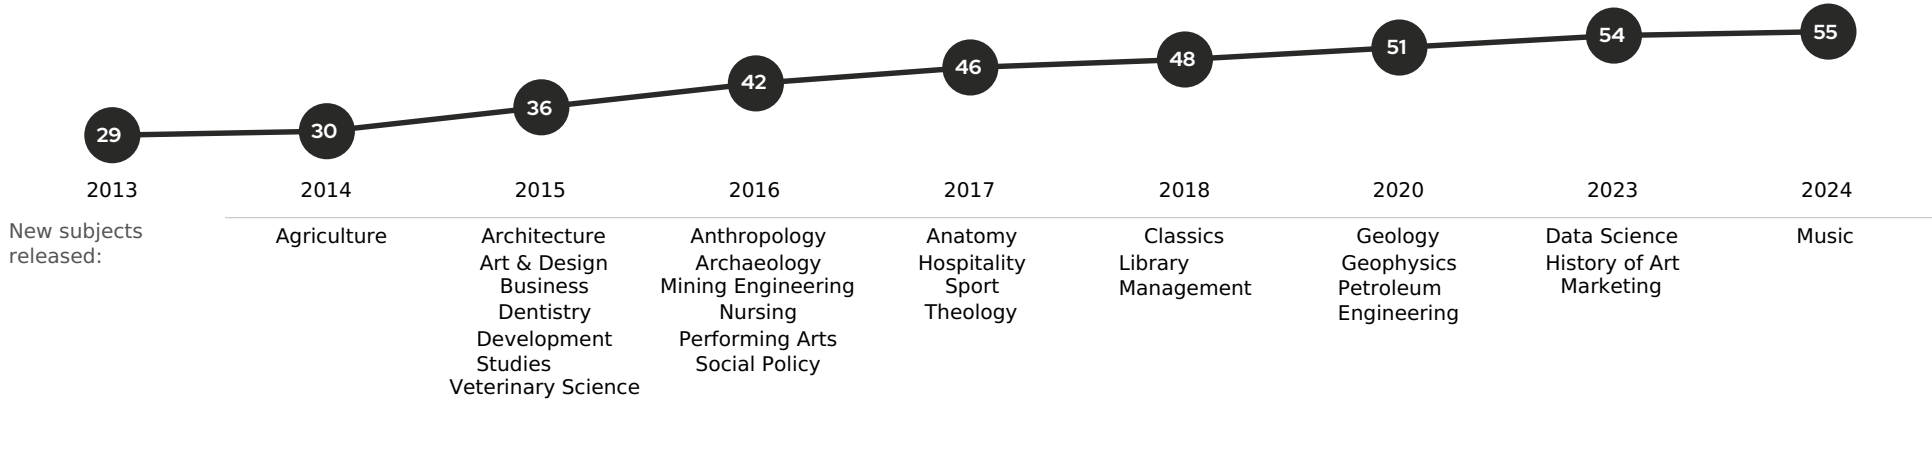 29
30
36
42
46
48
51
54
55
2013
2014
2015
2016
2017
2018
2020
2023
2024
New subjects
released:
Agriculture
Architecture
Art & Design
Business
Dentistry
Development
Studies
Veterinary Science
Anthropology
Archaeology
Mining Engineering
Nursing
Performing Arts
Social Policy
Anatomy
Hospitality
Sport
Theology
Classics
Library
Management
Geology
Geophysics
Petroleum
Engineering
Data Science
History of Art
Marketing
Music